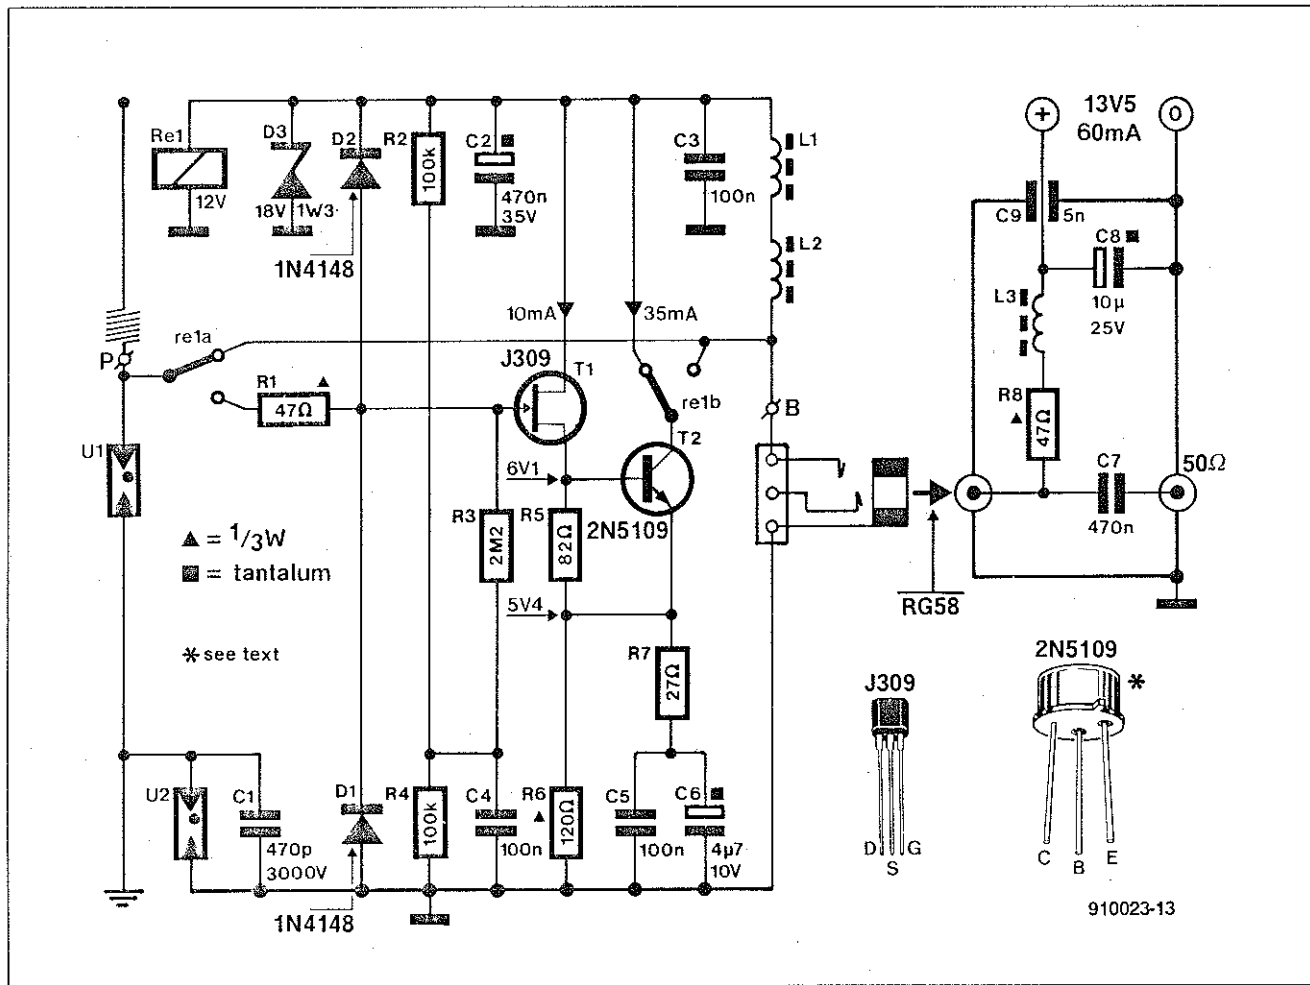 Re1
12V
D3
18V
1W3
D2
1N4148
R2
100k
C2
470n
35V
C3
100n
L1
L2
13V5
60mA
+
0
C9
5n
C8
10µ
25V
L3
R8
47Ω
C7
470n
50Ω
P
re1a
R1
47Ω
10mA
35mA
J309
T1
re1b
T2
2N5109
B
U1
6V1
5V4
R3
2M2
R5
82Ω
▲ = 1/3W
■ = tantalum
* see text
R7
27Ω
RG58
U2
C1
470p
3000V
D1
1N4148
R4
100k
C4
100n
R6
120Ω
C5
100n
C6
4µ7
10V
J309
D
S
G
2N5109
*
C
B
E
910023-13